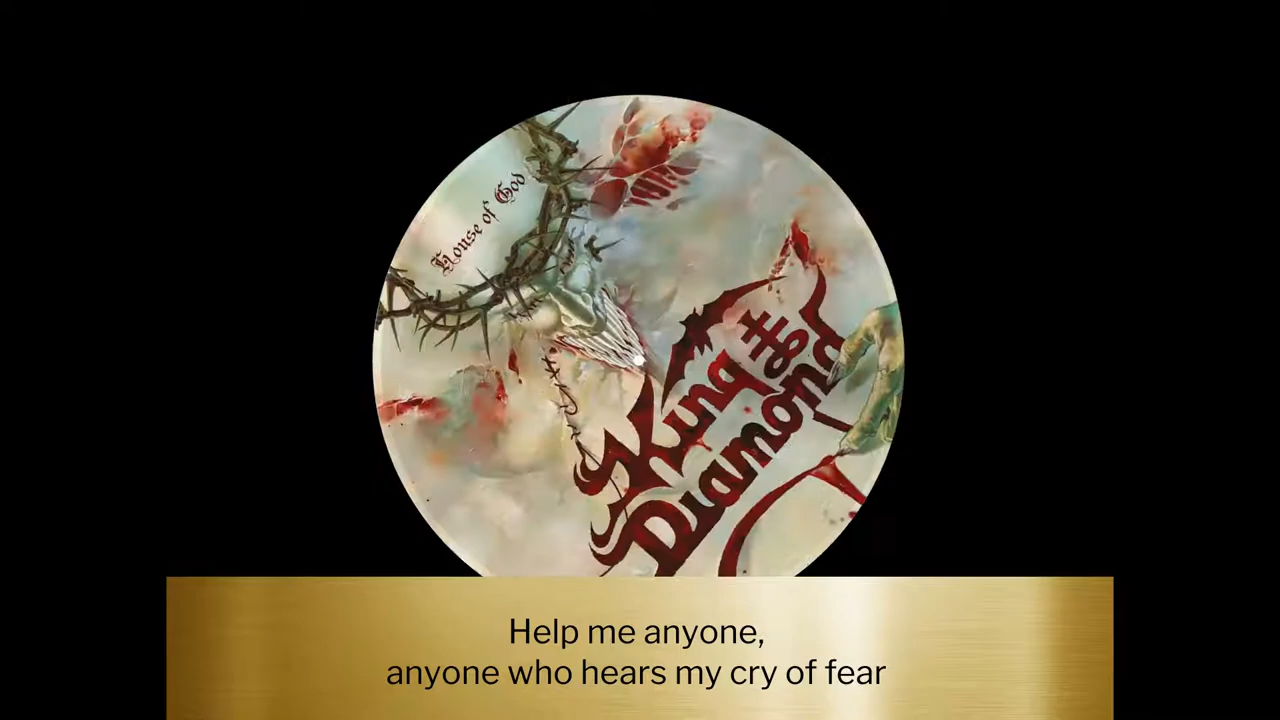 House of God
King
Diamond
Help me anyone,
anyone who hears my cry of fear